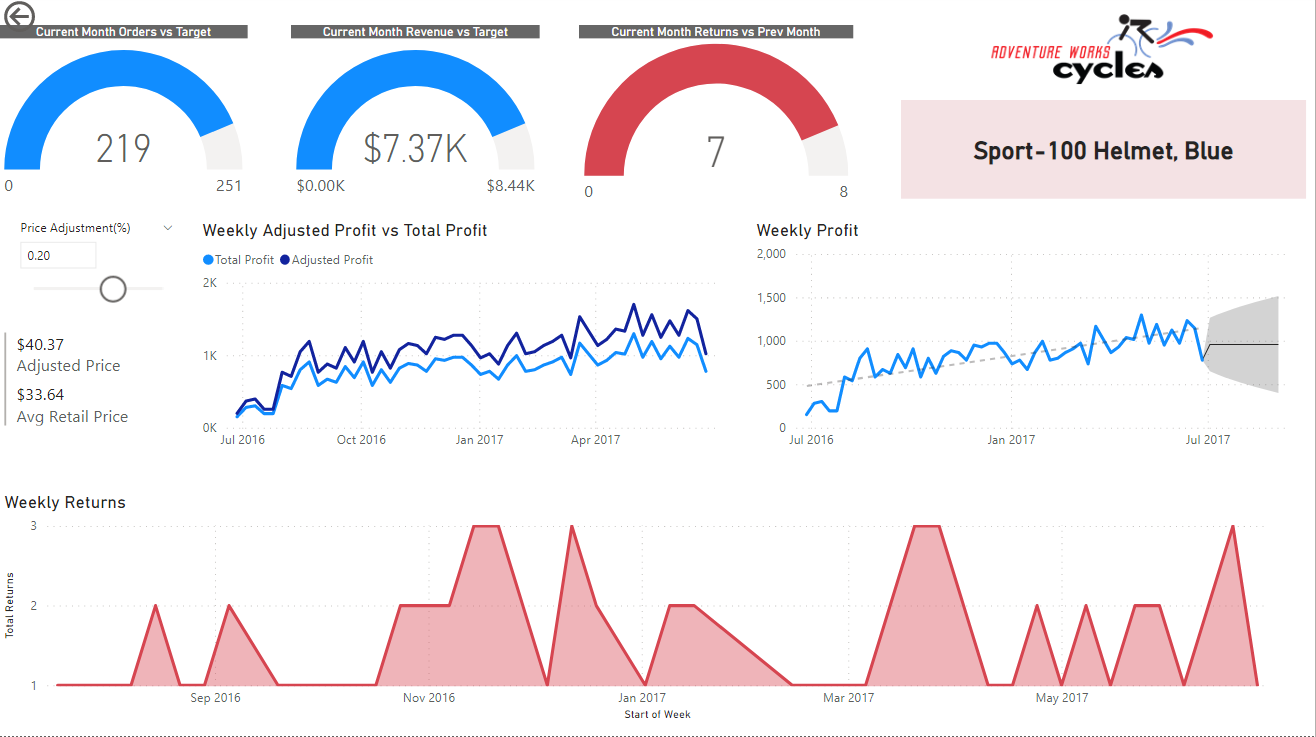 Current Month Orders vs Target
219
0
251
Current Month Revenue vs Target
$7.37K
$0.00K
$8.44K
Current Month Returns vs Prev Month
7
0
8
ADVENTURE WORKS
cycles
Sport-100 Helmet, Blue
Price Adjustment(%)
0.20
$40.37
Adjusted Price
$33.64
Avg Retail Price
Weekly Adjusted Profit vs Total Profit
Total Profit Adjusted Profit
2K
1K
0K
Jul 2016 Oct 2016 Jan 2017 Apr 2017
Weekly Profit
2,000
1,500
1,000
500
0
Jul 2016 Jan 2017 Jul 2017
Weekly Returns
Total Returns
3
2
1
Sep 2016 Nov 2016 Jan 2017 Mar 2017 May 2017
Start of Week